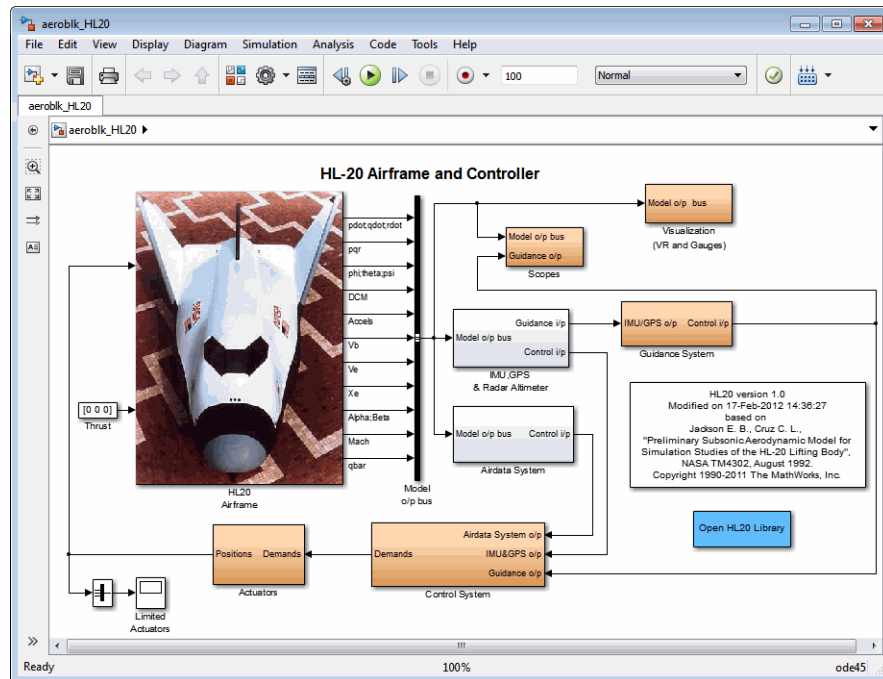 aeroblk_HL20
File Edit View Display Diagram Simulation Analysis Code Tools Help
100
Normal
aeroblk_HL20
aeroblk_HL20
HL-20 Airframe and Controller
pdot;qdot;rdot
pqr
phi;theta;psi
DCM
Accels
Vb
Ve
Xe
Alpha;Beta
Mach
qbar
[0 0 0]
Thrust
HL20
Airframe
Model
o/p bus
Model o/p bus
Guidance o/p
Scopes
Model o/p bus
Visualization
(VR and Gauges)
Guidance i/p
Model o/p bus
Control i/p
IMU,GPS
& Radar Altimeter
IMU/GPS o/p Control i/p
Guidance System
Model o/p bus Control i/p
Airdata System
HL20 version 1.0
Modified on 17-Feb-2012 14:36:27
based on
Jackson E. B., Cruz C. L.,
"Preliminary Subsonic Aerodynamic Model for
Simulation Studies of the HL-20 Lifting Body",
NASA TM4302, August 1992.
Copyright 1990-2011 The MathWorks, Inc.
Open HL20 Library
Positions Demands
Actuators
Airdata System o/p
Demands IMU&GPS o/p
Guidance o/p
Control System
Limited
Actuators
Ready
100%
ode45